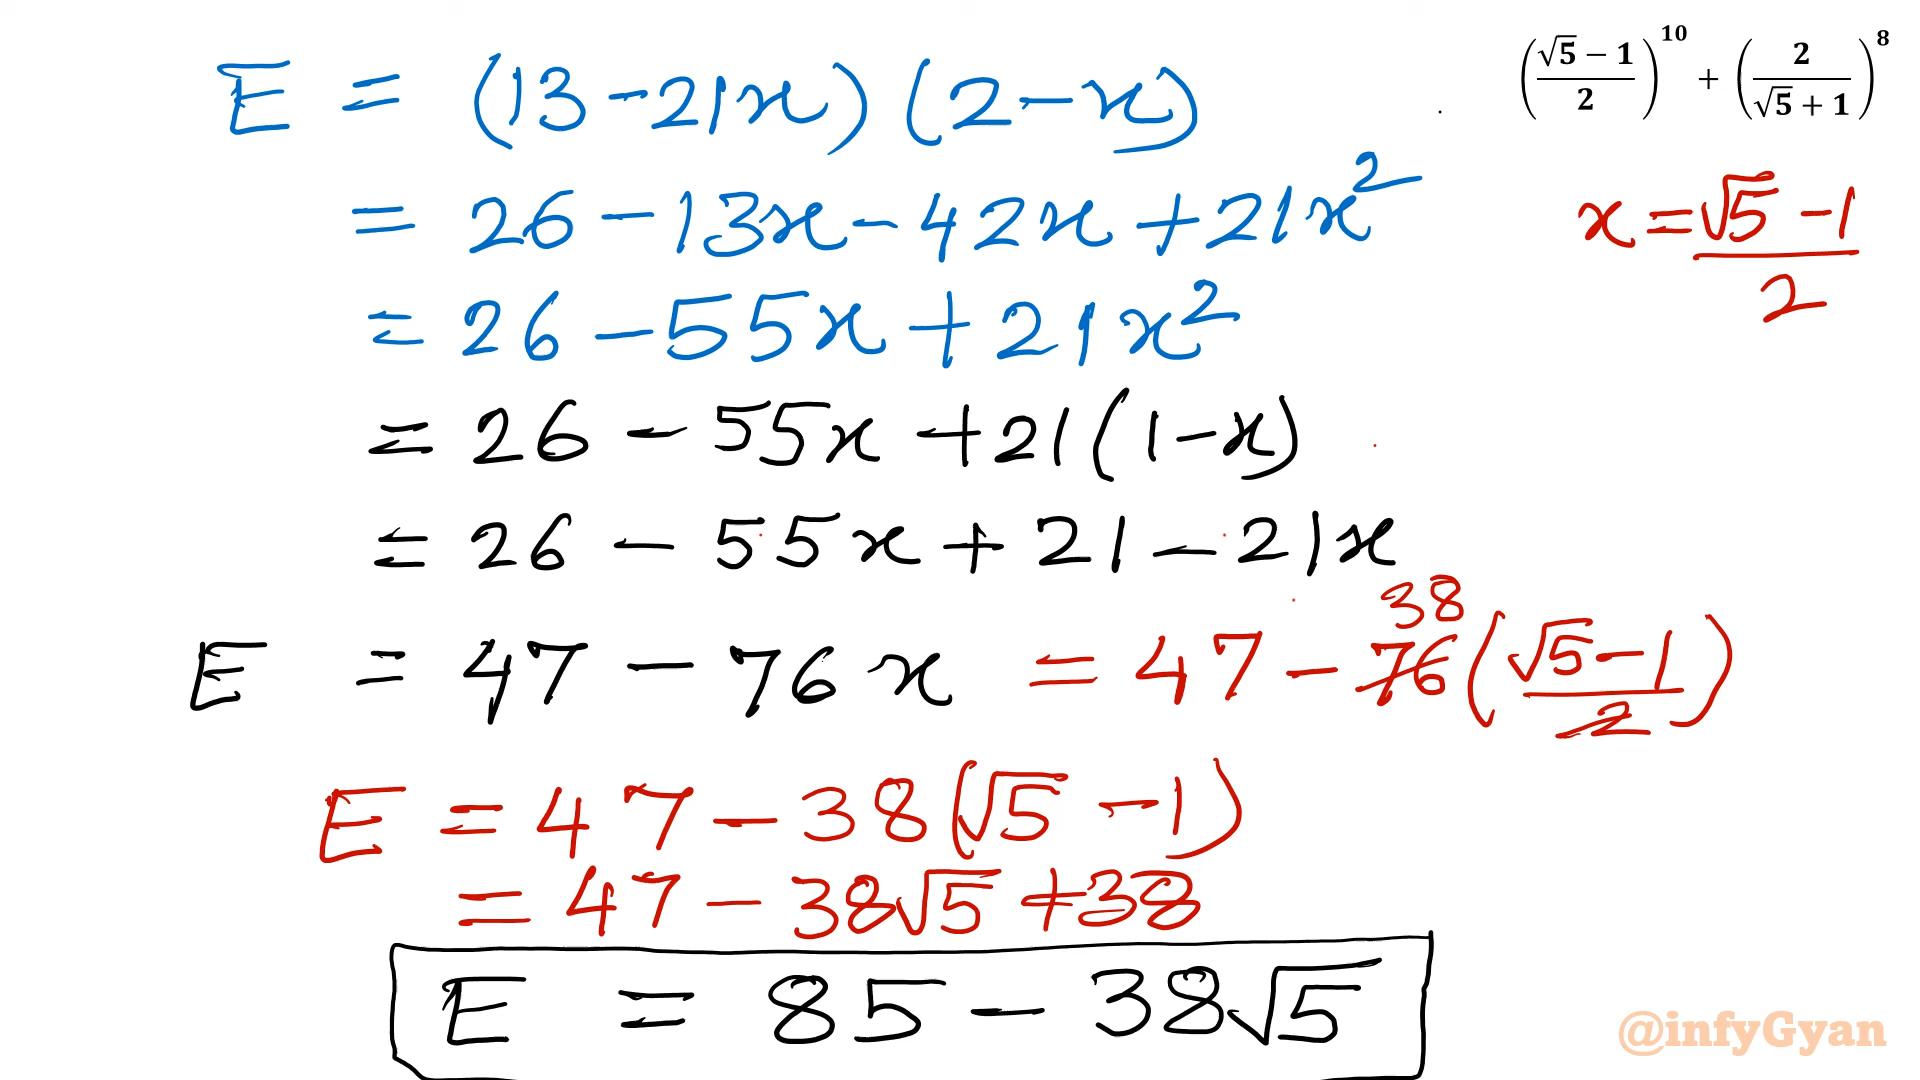 E = (13 - 21x)(2 - x)
((√5 − 1)/2)^10 + (2/(√5 + 1))^8
= 26 - 13x - 42x + 21x²
x = (√5 - 1)/2
= 26 - 55x + 21x²
= 26 - 55x + 21(1 - x)
= 26 - 55x + 21 - 21x
38
E = 47 - 76x = 47 - 76((√5 - 1)/2)
E = 47 - 38(√5 - 1)
= 47 - 38√5 + 38
E = 85 - 38√5
@infyGyan